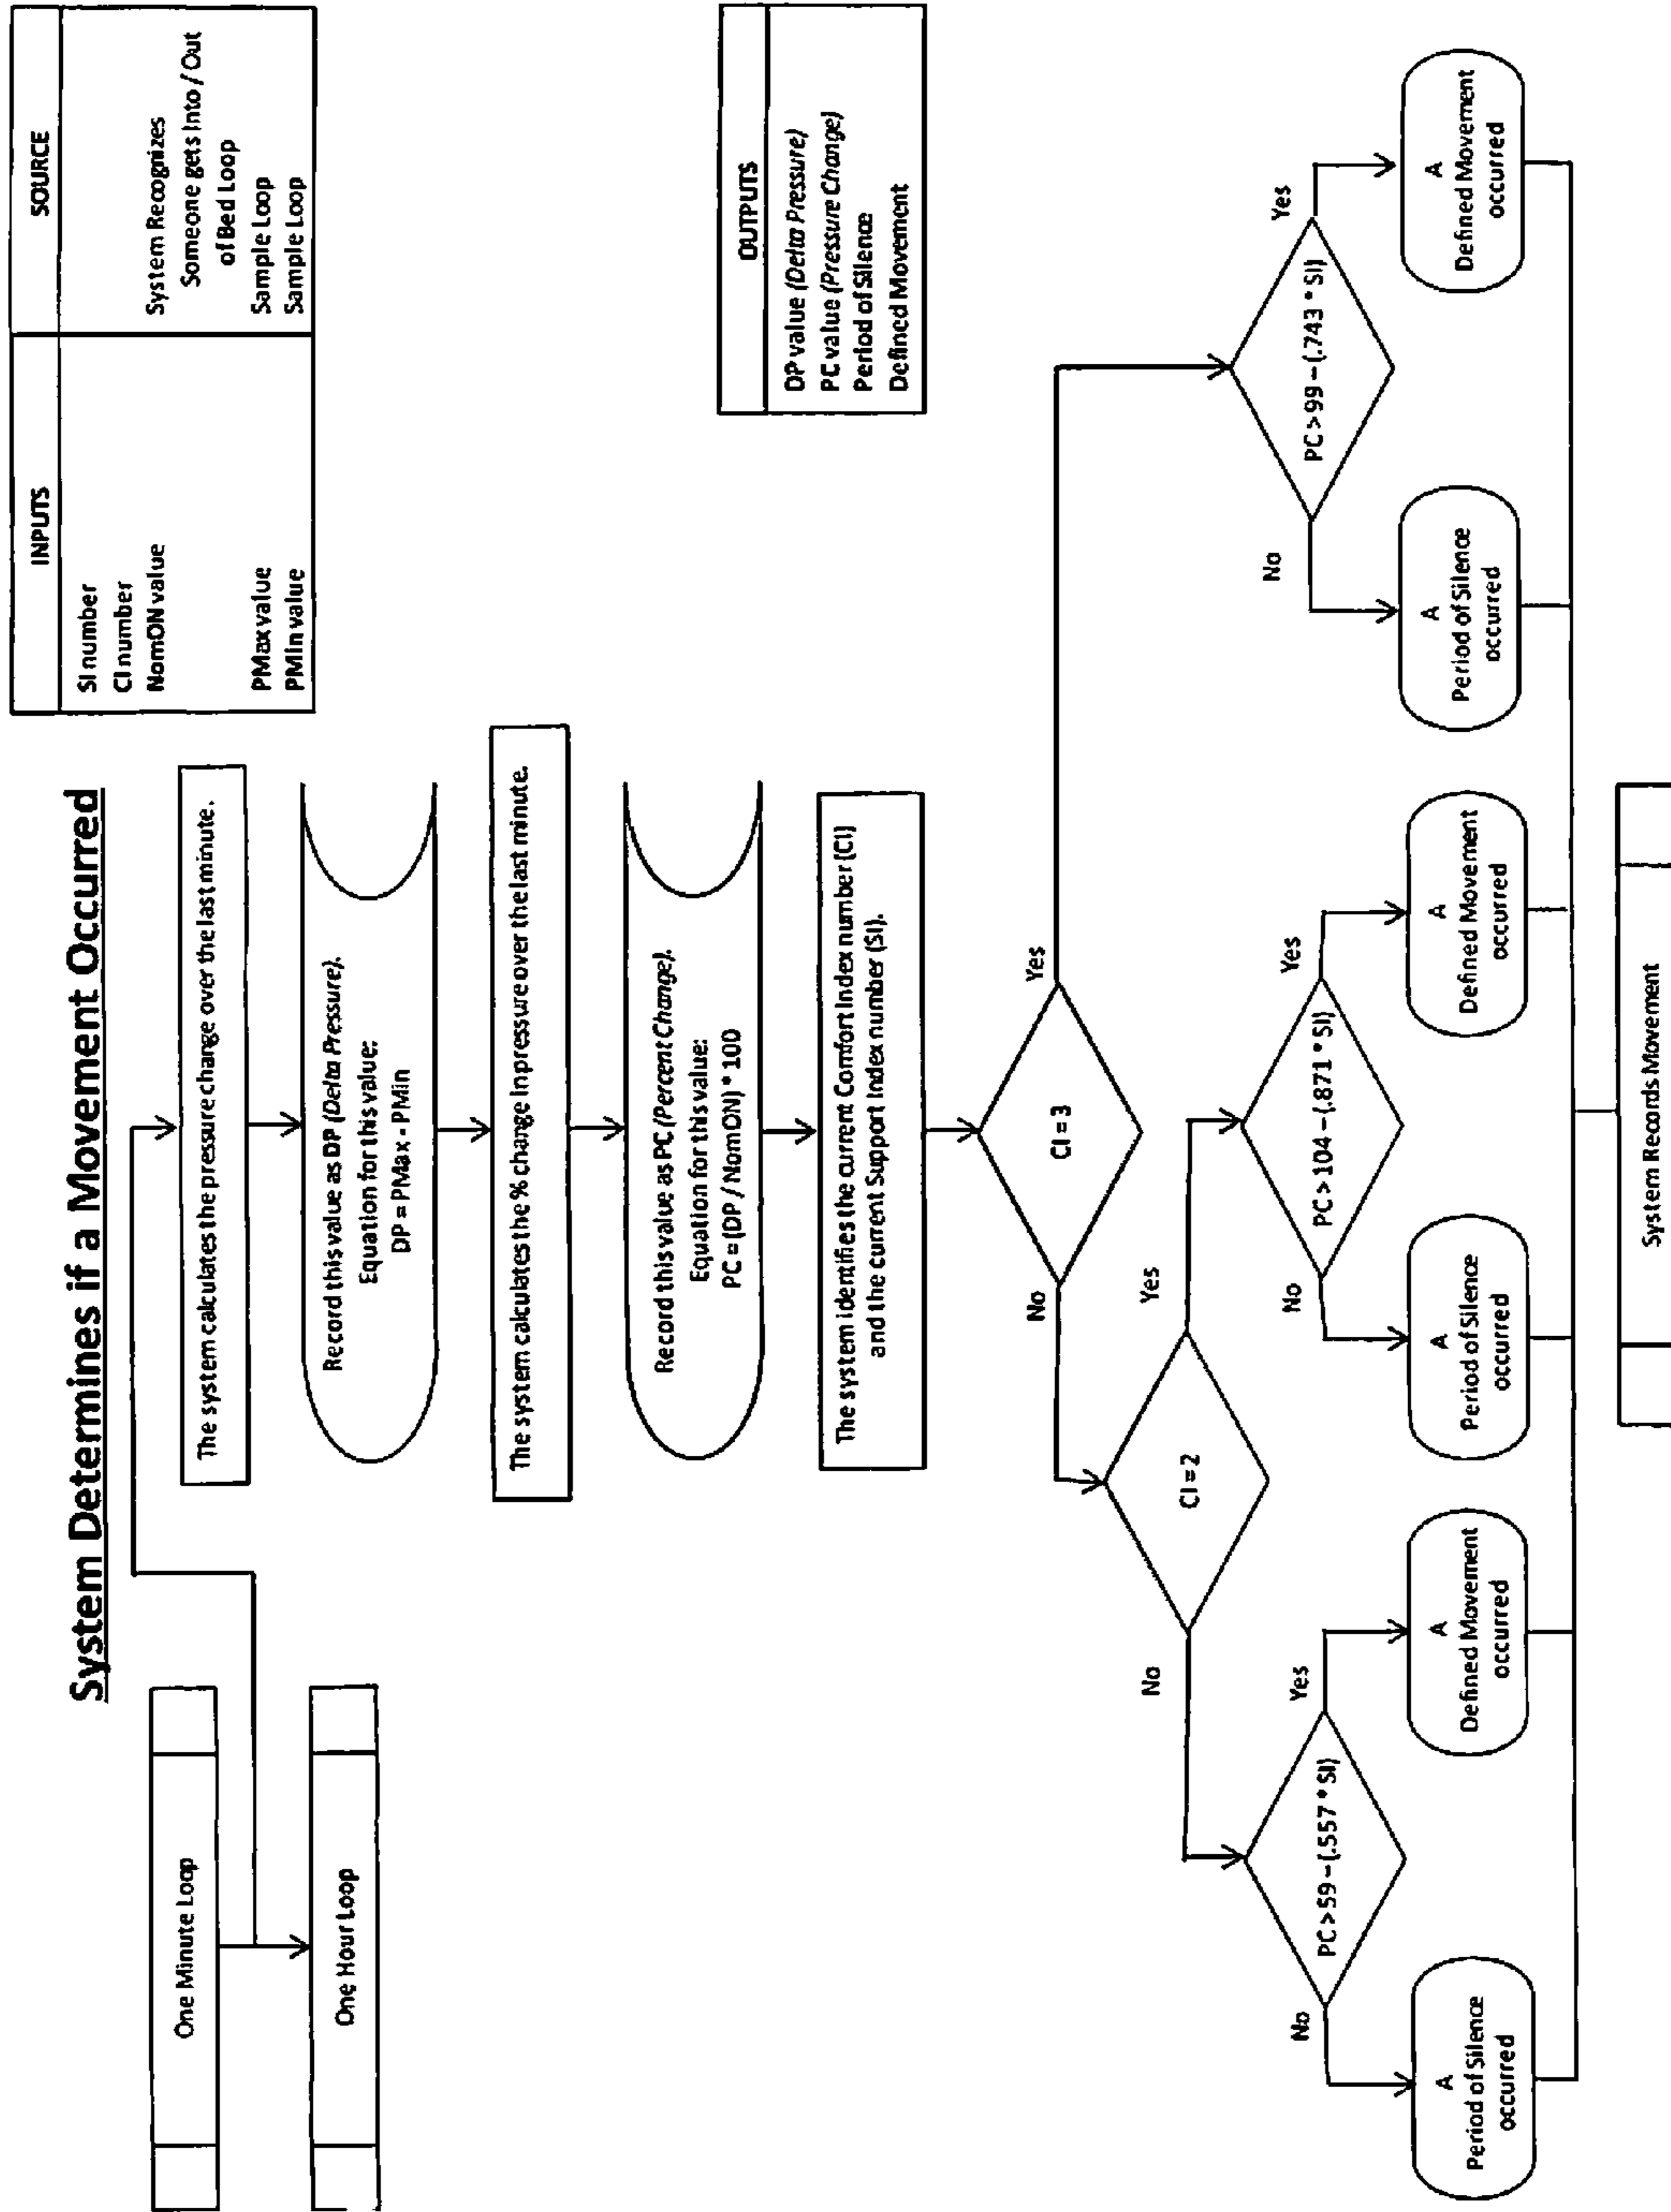 System Determines if a Movement Occurred
One Minute Loop
One Hour Loop
INPUTS
SOURCE
SI number
CI number
NomON value
System Recognizes
Someone gets Into / Out
of Bed Loop
PMax value
Sample Loop
PMin value
Sample Loop
The system calculates the pressure change over the last minute.
Record this value as DP (Delta Pressure).
Equation for this value:
DP = PMax - PMin
The system calculates the % change in pressure over the last minute.
Record this value as PC (Percent Change).
Equation for this value:
PC = (DP / NomON) * 100
The system identifies the current Comfort Index number (CI)
and the current Support Index number (SI).
OUTPUTS
DP value (Delta Pressure)
PC value (Pressure Change)
Period of Silence
Defined Movement
CI = 3
No
Yes
CI = 2
No
Yes
PC > 59 – (.557 * SI)
No
Yes
PC > 104 – (.871 * SI)
No
Yes
PC > 99 – (.743 * SI)
No
Yes
A
Period of Silence
occurred
A
Defined Movement
occurred
A
Period of Silence
occurred
A
Defined Movement
occurred
A
Period of Silence
occurred
A
Defined Movement
occurred
System Records Movement